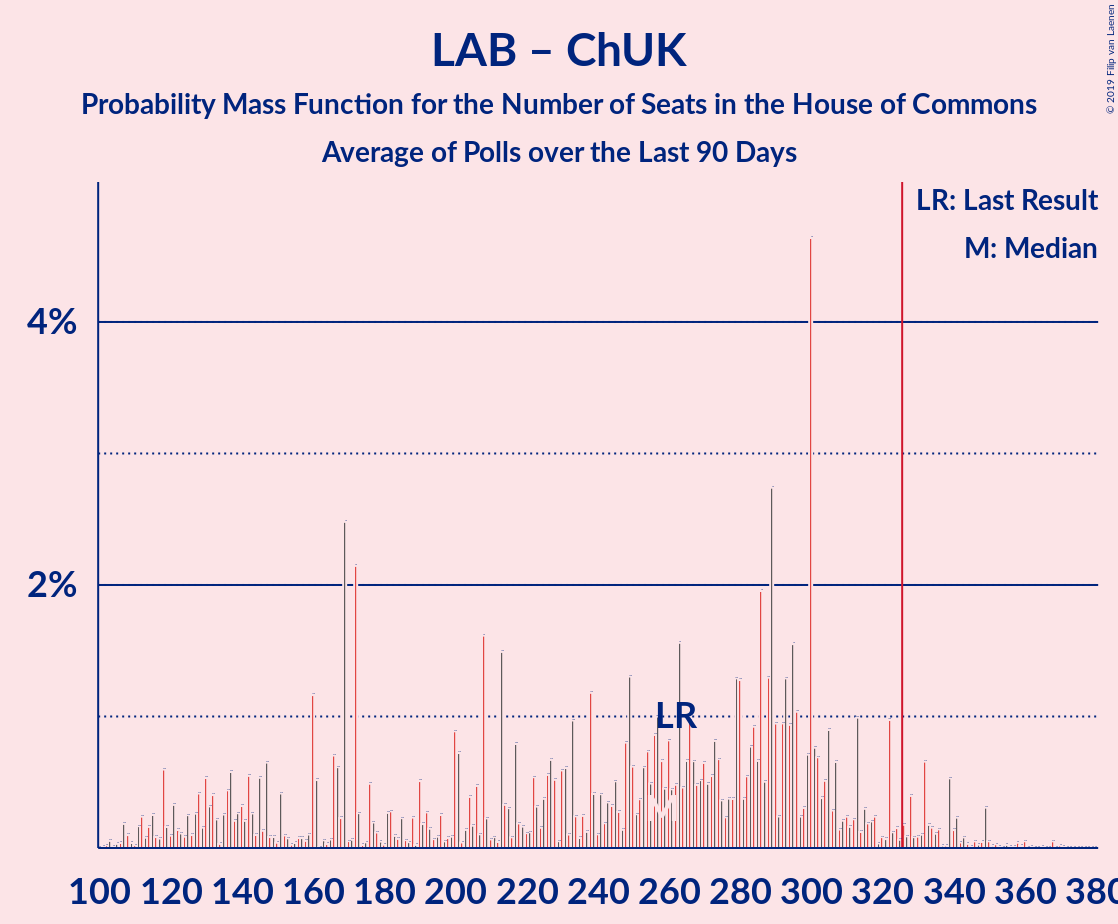 LAB – ChUK
Probability Mass Function for the Number of Seats in the House of Commons
Average of Polls over the Last 90 Days
© 2019 Filip van Laenen
LR: Last Result
M: Median
4%
2%
LR
M
100 120 140 160 180 200 220 240 260 280 300 320 340 360 380